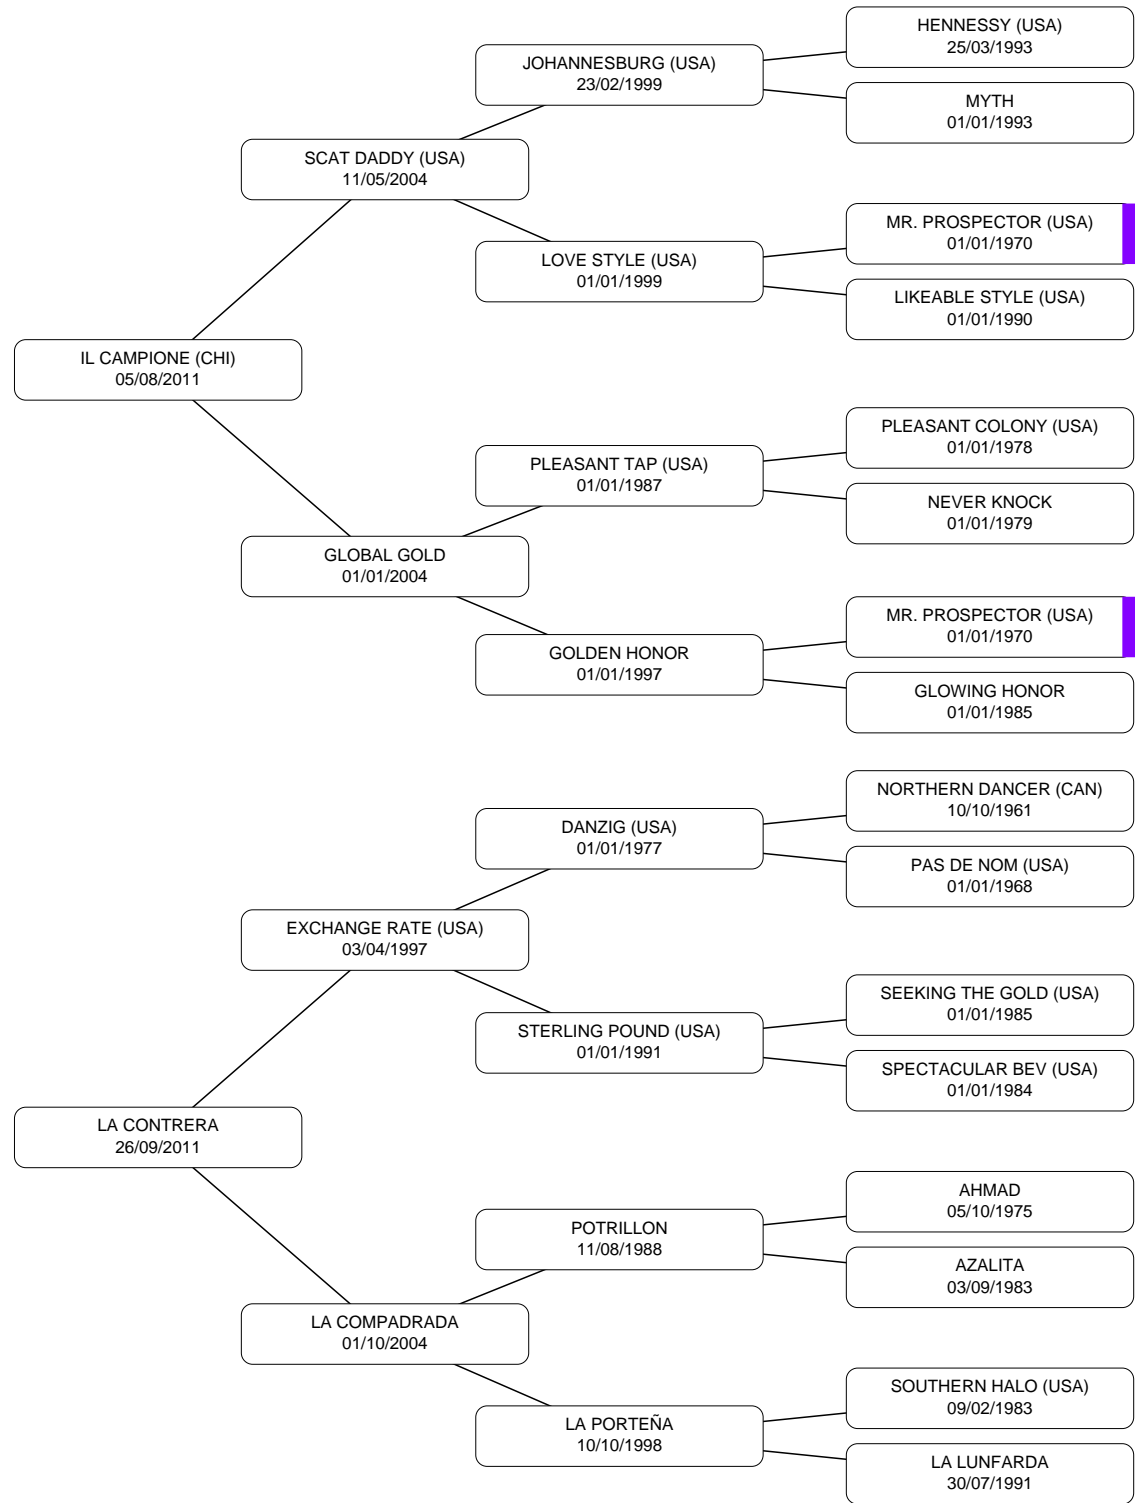 HENNESSY (USA)
25/03/1993
JOHANNESBURG (USA)
23/02/1999
MYTH
01/01/1993
SCAT DADDY (USA)
11/05/2004
MR. PROSPECTOR (USA)
01/01/1970
LOVE STYLE (USA)
01/01/1999
LIKEABLE STYLE (USA)
01/01/1990
IL CAMPIONE (CHI)
05/08/2011
PLEASANT COLONY (USA)
01/01/1978
PLEASANT TAP (USA)
01/01/1987
NEVER KNOCK
01/01/1979
GLOBAL GOLD
01/01/2004
MR. PROSPECTOR (USA)
01/01/1970
GOLDEN HONOR
01/01/1997
GLOWING HONOR
01/01/1985
NORTHERN DANCER (CAN)
10/10/1961
DANZIG (USA)
01/01/1977
PAS DE NOM (USA)
01/01/1968
EXCHANGE RATE (USA)
03/04/1997
SEEKING THE GOLD (USA)
01/01/1985
STERLING POUND (USA)
01/01/1991
SPECTACULAR BEV (USA)
01/01/1984
LA CONTRERA
26/09/2011
AHMAD
05/10/1975
POTRILLON
11/08/1988
AZALITA
03/09/1983
LA COMPADRADA
01/10/2004
SOUTHERN HALO (USA)
09/02/1983
LA PORTEÑA
10/10/1998
LA LUNFARDA
30/07/1991